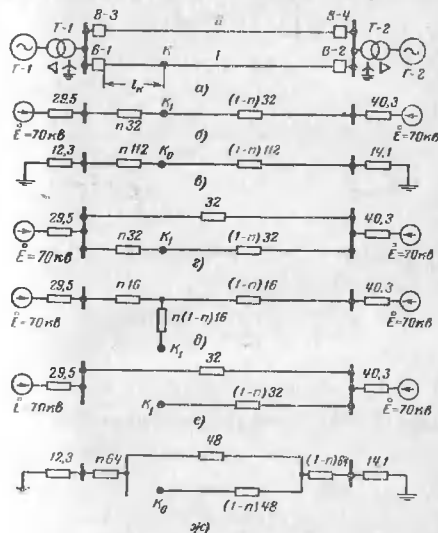 В-3 II В-4
Т-1 Т-2
В-1 К I В-2
Г-1 lк Г-2
а)
29,5 К₁ (1-n)32 40,3
Ė=70кв n32 б) Ė=70кв
12,3 n112 К₀ (1-n)112 14,1
в)
29,5 32 40,3
Ė=70кв n32 К₁ (1-n)32 Ė=70кв
г)
29,5 n16 (1-n)16 40,3
Ė=70кв n(1-n)16 Ė=70кв
К₁ д)
29,5 32 40,3
Ė=70кв К₁ (1-n)32 Ė=70кв
е)
48
12,3 n64 (1-n)64 14,1
К₀ (1-n)48
ж)